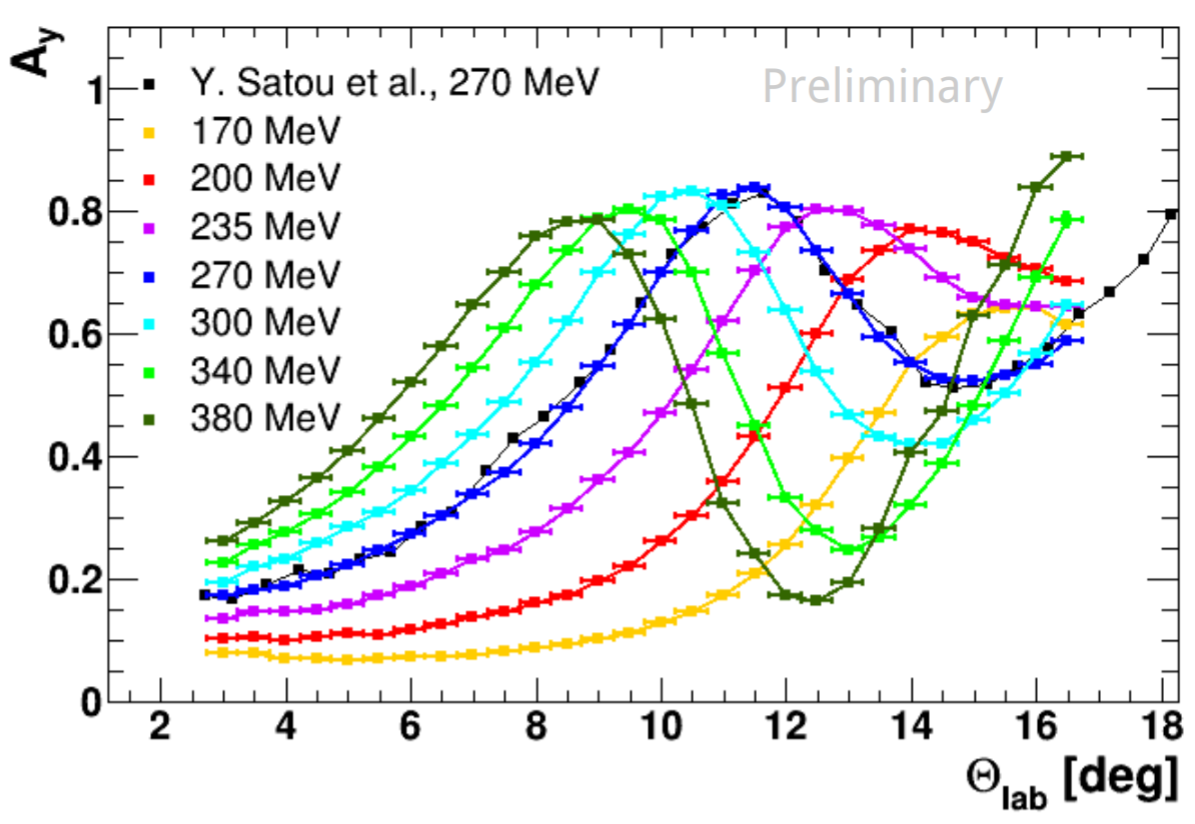 A_y
Preliminary
Y. Satou et al., 270 MeV
170 MeV
200 MeV
235 MeV
270 MeV
300 MeV
340 MeV
380 MeV
1
0.8
0.6
0.4
0.2
0
2 4 6 8 10 12 14 16 18
Θ_lab [deg]